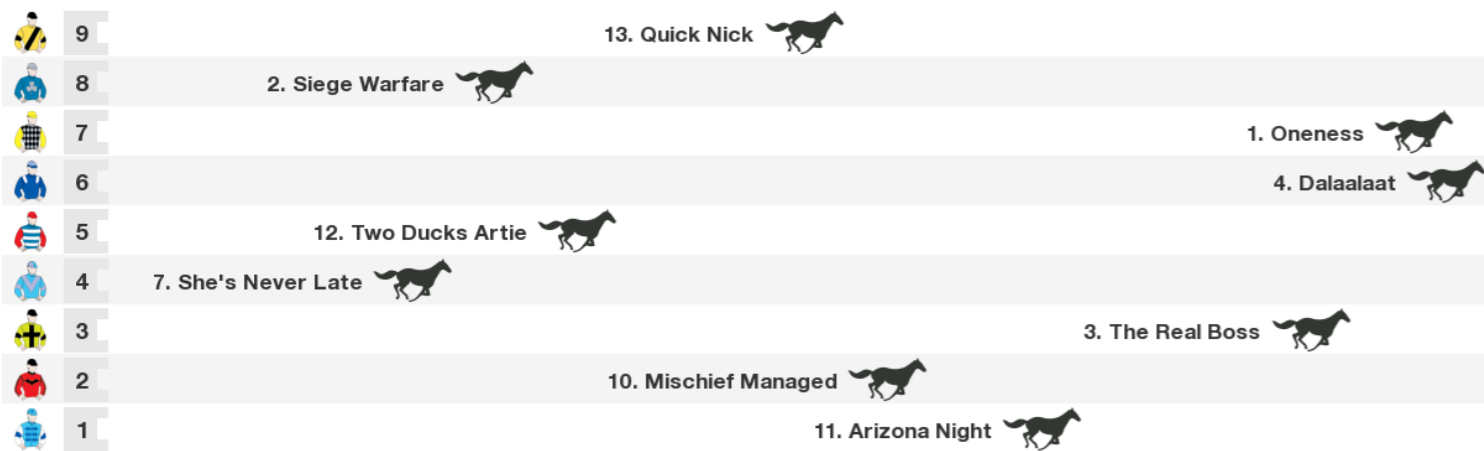 9 13. Quick Nick
8 2. Siege Warfare
7 1. Oneness
6 4. Dalaalaat
5 12. Two Ducks Artie
4 7. She's Never Late
3 3. The Real Boss
2 10. Mischief Managed
1 11. Arizona Night